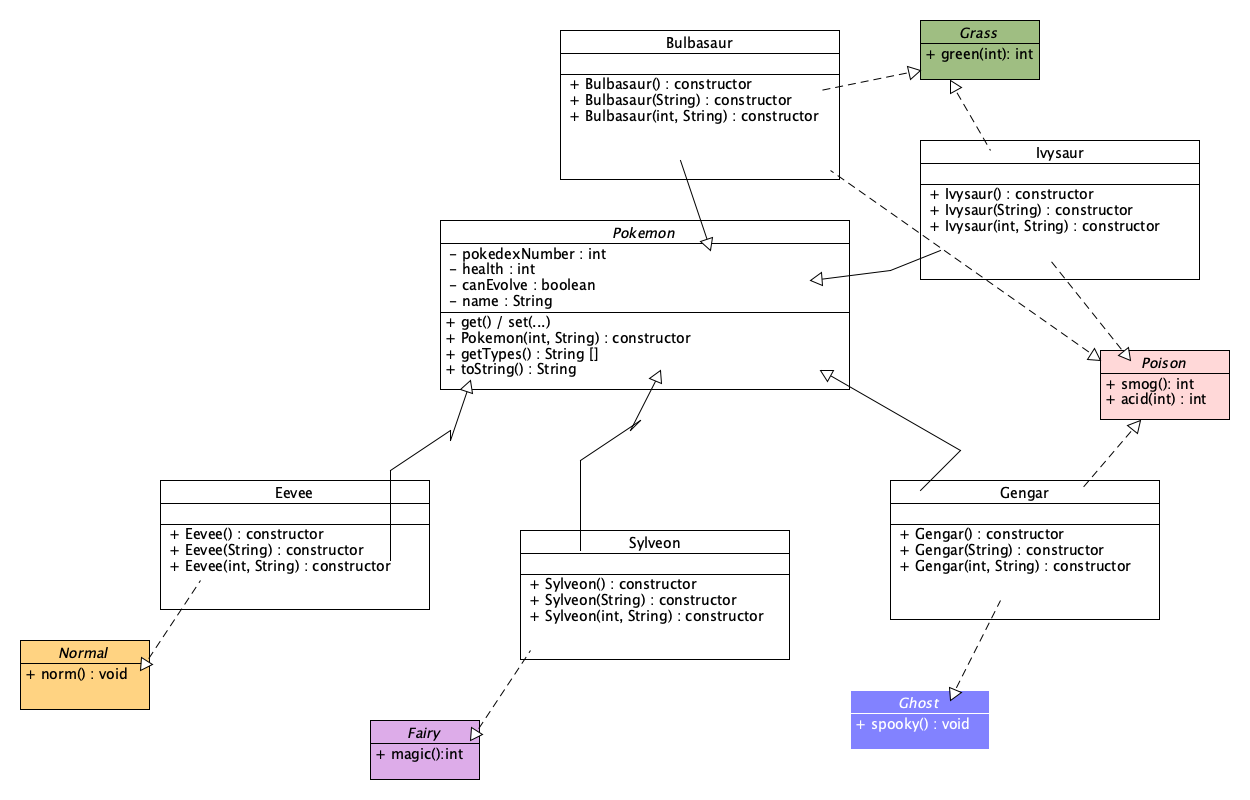 Bulbasaur
+ Bulbasaur() : constructor
+ Bulbasaur(String) : constructor
+ Bulbasaur(int, String) : constructor
Grass
+ green(int): int
Ivysaur
+ Ivysaur() : constructor
+ Ivysaur(String) : constructor
+ Ivysaur(int, String) : constructor
Pokemon
- pokedexNumber : int
- health : int
- canEvolve : boolean
- name : String
+ get() / set(...)
+ Pokemon(int, String) : constructor
+ getTypes() : String []
+ toString() : String
Poison
+ smog(): int
+ acid(int) : int
Eevee
+ Eevee() : constructor
+ Eevee(String) : constructor
+ Eevee(int, String) : constructor
Sylveon
+ Sylveon() : constructor
+ Sylveon(String) : constructor
+ Sylveon(int, String) : constructor
Gengar
+ Gengar() : constructor
+ Gengar(String) : constructor
+ Gengar(int, String) : constructor
Normal
+ norm() : void
Fairy
+ magic():int
Ghost
+ spooky() : void